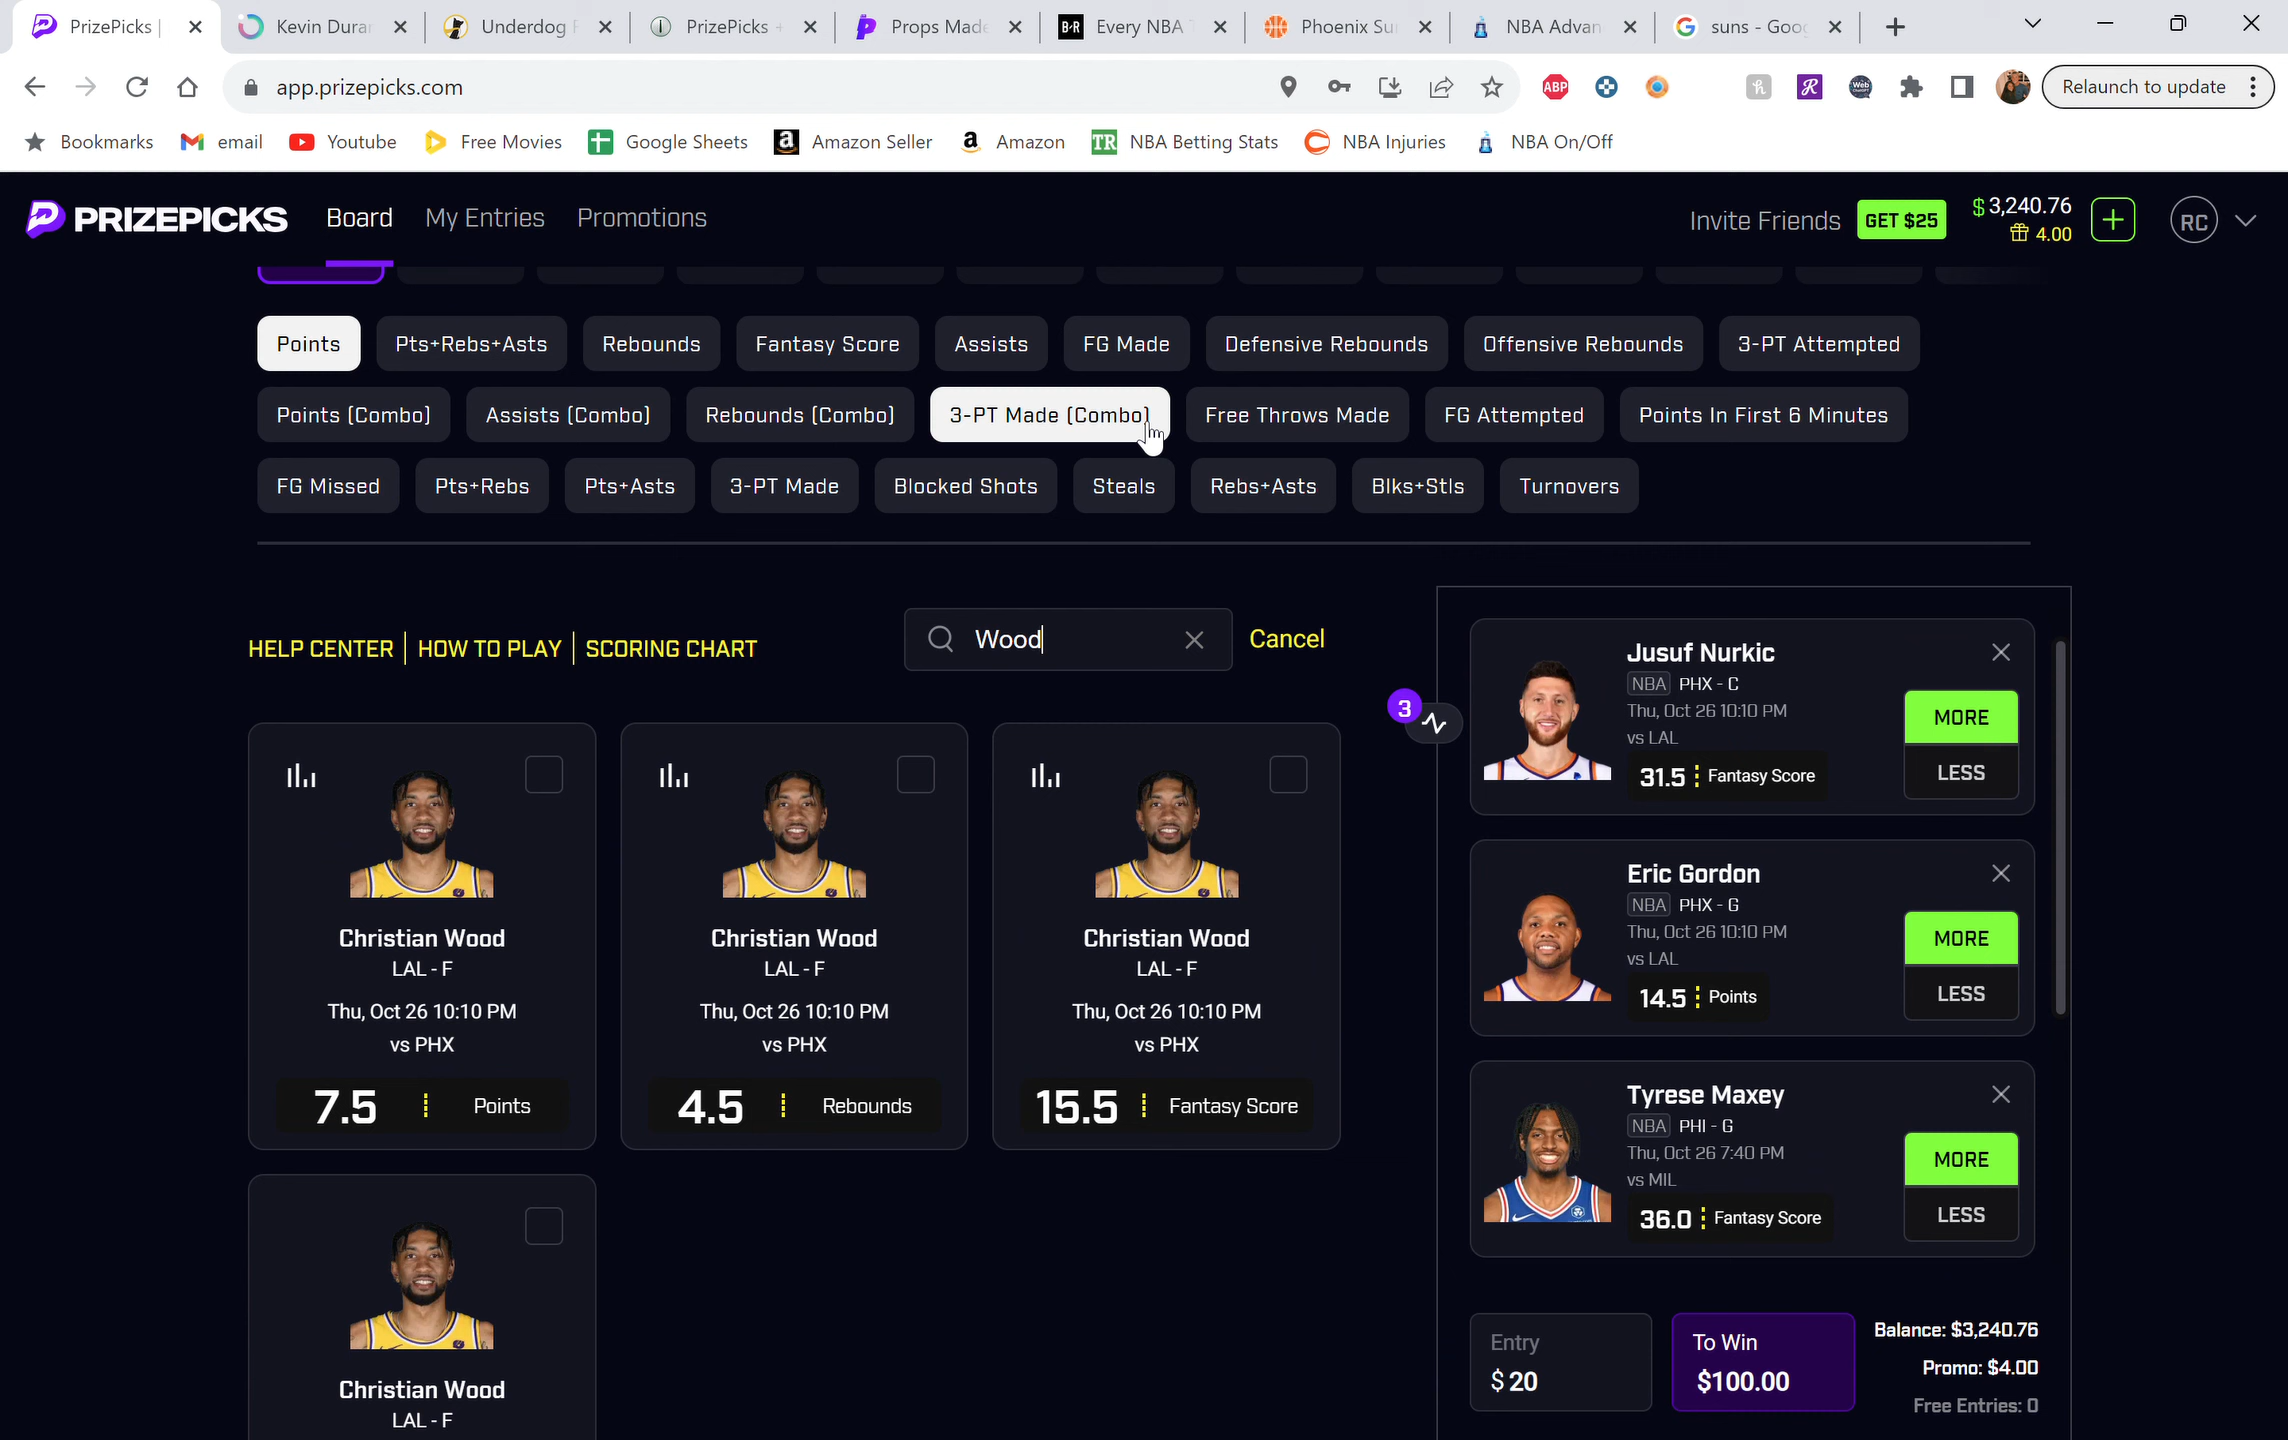 PrizePicks |
Kevin Duran
Underdog F
PrizePicks +
Props Made
B/R Every NBA T
Phoenix Su
NBA Advan
suns - Goog
app.prizepicks.com
ABP
Relaunch to update
Bookmarks
email
Youtube
Free Movies
Google Sheets
Amazon Seller
Amazon
TR NBA Betting Stats
NBA Injuries
NBA On/Off
PRIZEPICKS
Board
My Entries
Promotions
Invite Friends
GET $25
$ 3,240.76
4.00
RC
Points
Pts+Rebs+Asts
Rebounds
Fantasy Score
Assists
FG Made
Defensive Rebounds
Offensive Rebounds
3-PT Attempted
Points (Combo)
Assists (Combo)
Rebounds (Combo)
3-PT Made (Combo)
Free Throws Made
FG Attempted
Points In First 6 Minutes
FG Missed
Pts+Rebs
Pts+Asts
3-PT Made
Blocked Shots
Steals
Rebs+Asts
Blks+Stls
Turnovers
HELP CENTER
HOW TO PLAY
SCORING CHART
Wood
Cancel
Christian Wood
LAL - F
Thu, Oct 26 10:10 PM
vs PHX
7.5 Points
Christian Wood
LAL - F
Thu, Oct 26 10:10 PM
vs PHX
4.5 Rebounds
Christian Wood
LAL - F
Thu, Oct 26 10:10 PM
vs PHX
15.5 Fantasy Score
Christian Wood
LAL - F
3
Jusuf Nurkic
NBA PHX - C
Thu, Oct 26 10:10 PM
vs LAL
31.5 Fantasy Score
MORE
LESS
Eric Gordon
NBA PHX - G
Thu, Oct 26 10:10 PM
vs LAL
14.5 Points
MORE
LESS
Tyrese Maxey
NBA PHI - G
Thu, Oct 26 7:40 PM
vs MIL
36.0 Fantasy Score
MORE
LESS
Entry
$ 20
To Win
$100.00
Balance: $3,240.76
Promo: $4.00
Free Entries: 0